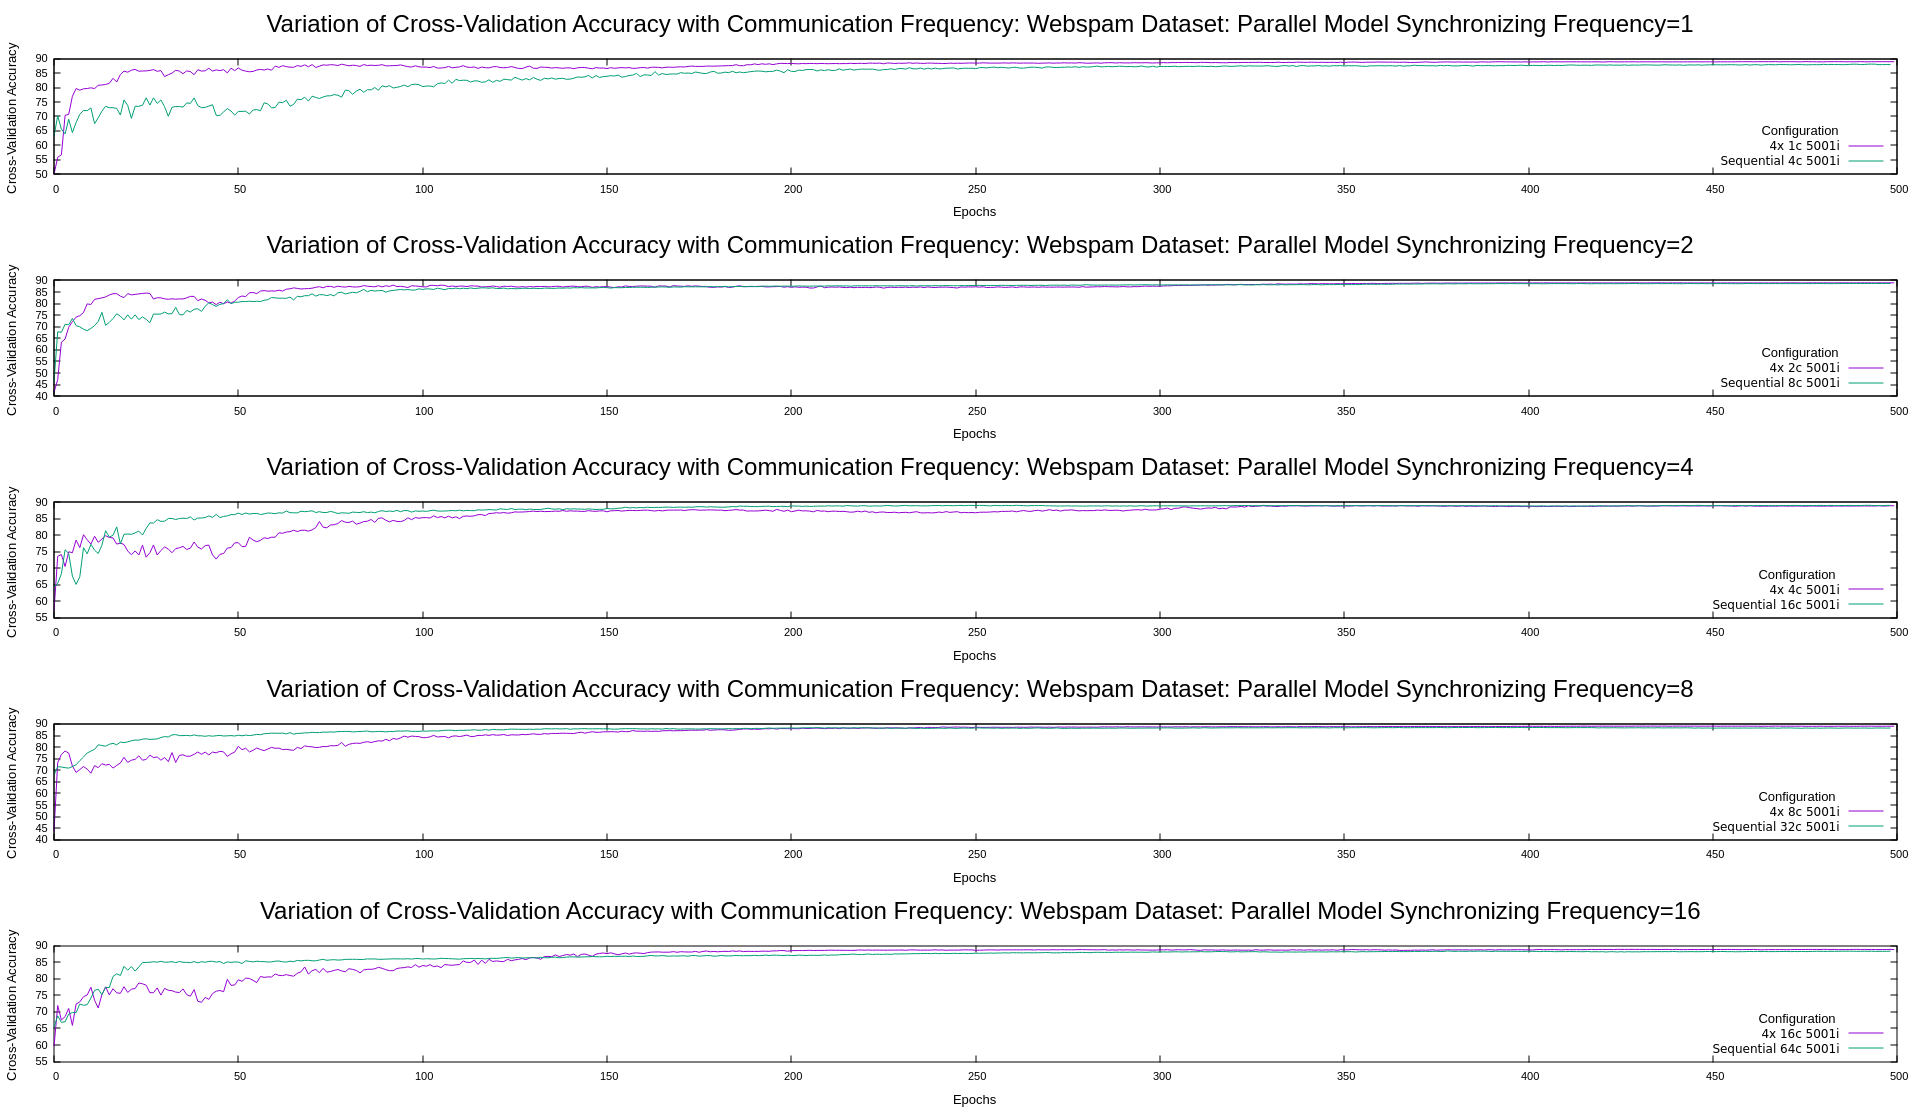 Variation of Cross-Validation Accuracy with Communication Frequency: Webspam Dataset: Parallel Model Synchronizing Frequency=1
Cross-Validation Accuracy
90
85
80
75
70
65
60
55
50
Configuration
4x 1c 5001i
Sequential 4c 5001i
0 50 100 150 200 250 300 350 400 450 500
Epochs
Variation of Cross-Validation Accuracy with Communication Frequency: Webspam Dataset: Parallel Model Synchronizing Frequency=2
Cross-Validation Accuracy
90
85
80
75
70
65
60
55
50
45
40
Configuration
4x 2c 5001i
Sequential 8c 5001i
0 50 100 150 200 250 300 350 400 450 500
Epochs
Variation of Cross-Validation Accuracy with Communication Frequency: Webspam Dataset: Parallel Model Synchronizing Frequency=4
Cross-Validation Accuracy
90
85
80
75
70
65
60
55
Configuration
4x 4c 5001i
Sequential 16c 5001i
0 50 100 150 200 250 300 350 400 450 500
Epochs
Variation of Cross-Validation Accuracy with Communication Frequency: Webspam Dataset: Parallel Model Synchronizing Frequency=8
Cross-Validation Accuracy
90
85
80
75
70
65
60
55
50
45
40
Configuration
4x 8c 5001i
Sequential 32c 5001i
0 50 100 150 200 250 300 350 400 450 500
Epochs
Variation of Cross-Validation Accuracy with Communication Frequency: Webspam Dataset: Parallel Model Synchronizing Frequency=16
Cross-Validation Accuracy
90
85
80
75
70
65
60
55
Configuration
4x 16c 5001i
Sequential 64c 5001i
0 50 100 150 200 250 300 350 400 450 500
Epochs